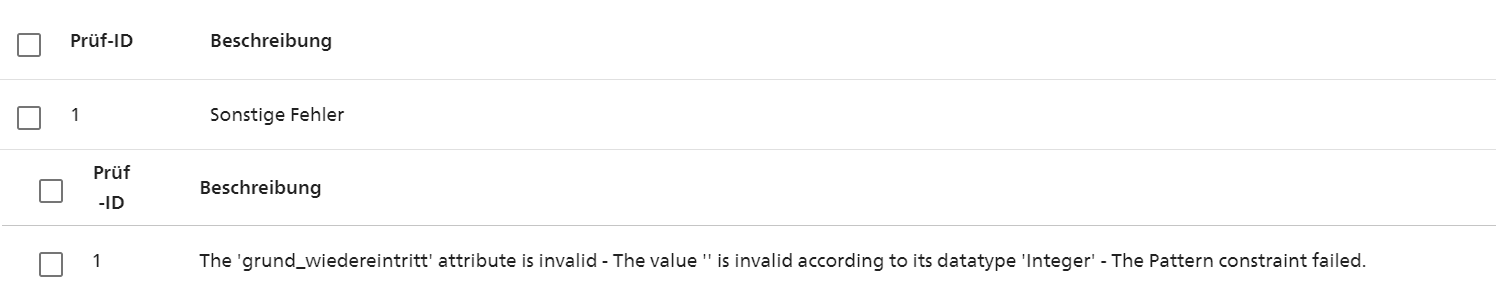 Prüf-ID Beschreibung
1 Sonstige Fehler
Prüf
-ID
Beschreibung
1 The 'grund_wiedereintritt' attribute is invalid - The value '' is invalid according to its datatype 'Integer' - The Pattern constraint failed.